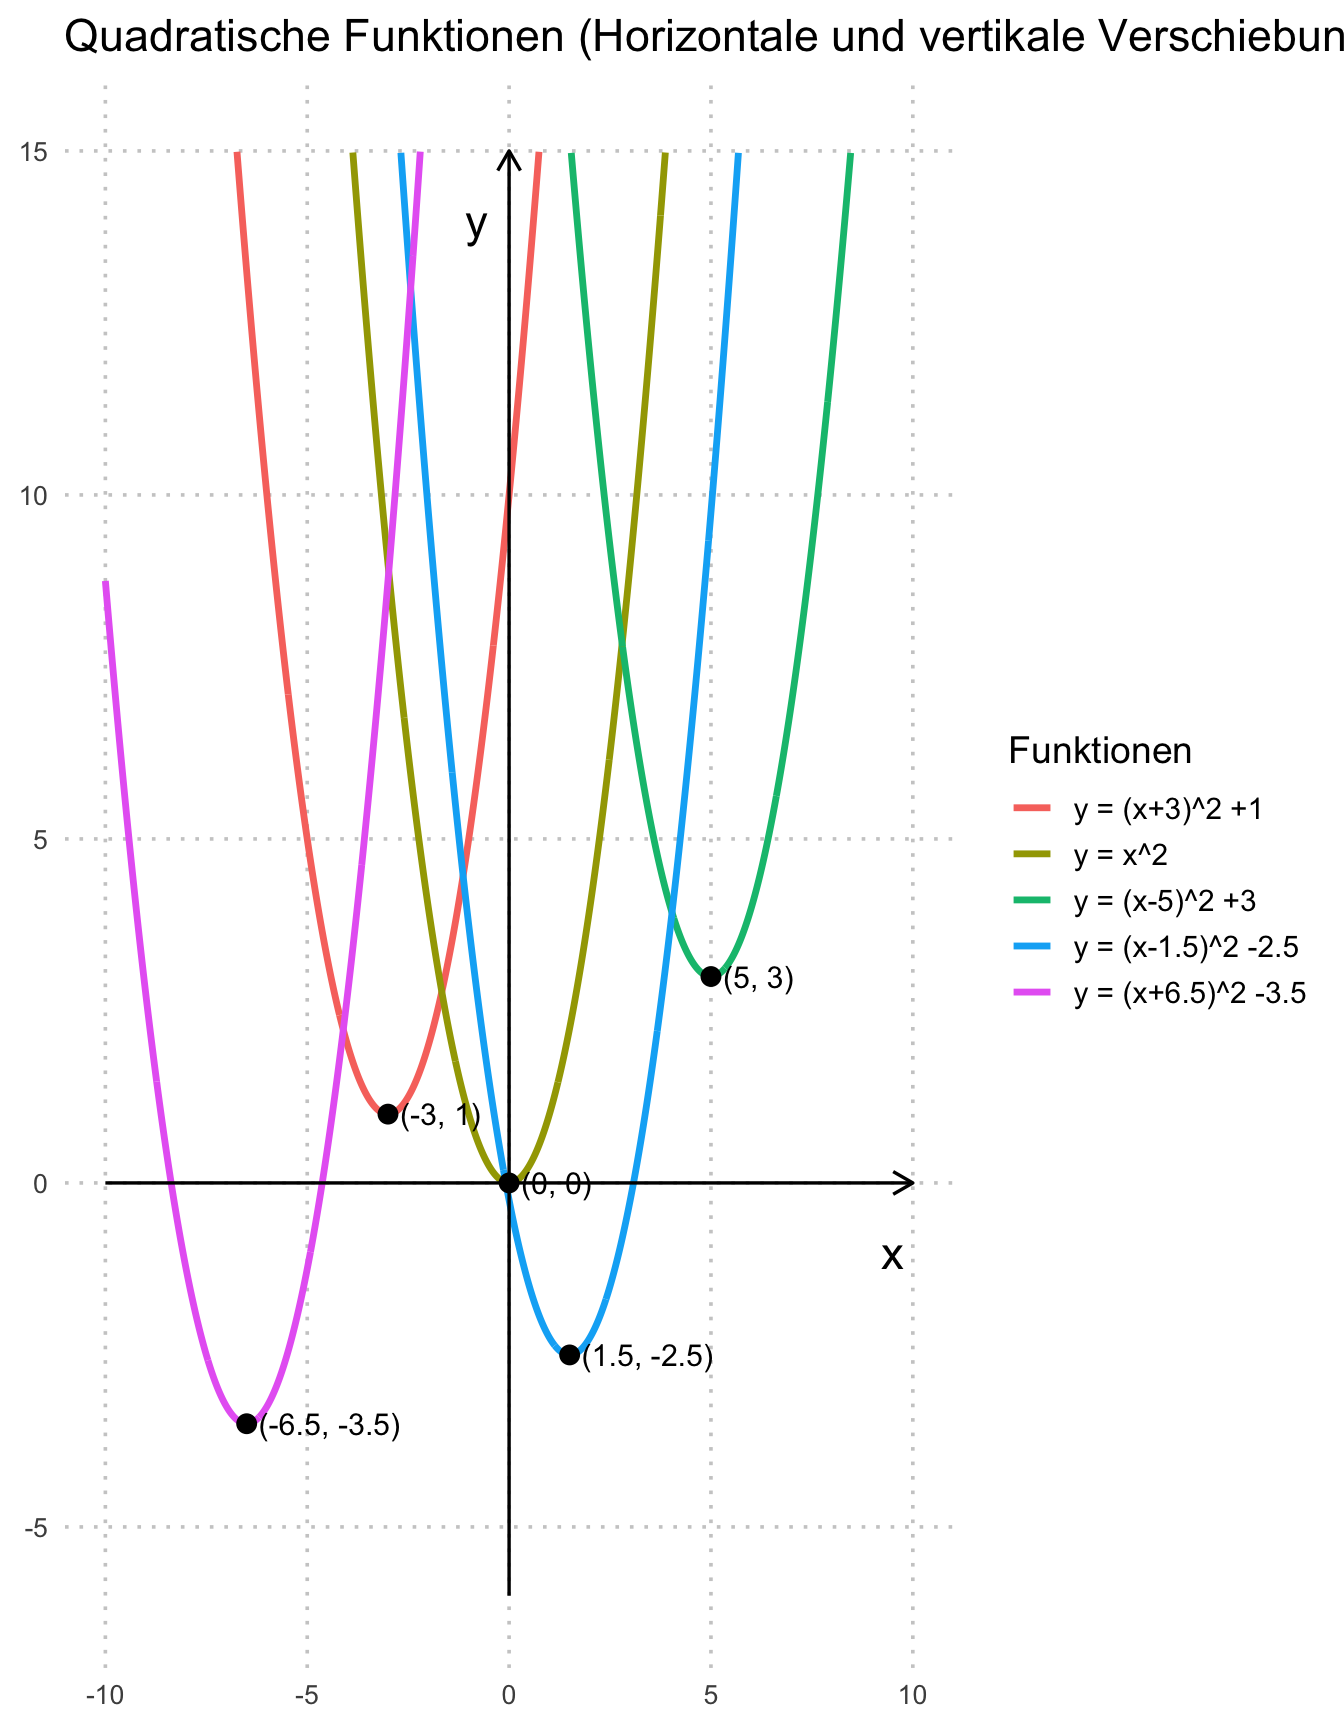 Quadratische Funktionen (Horizontale und vertikale Verschiebun
15
y
10
Funktionen
y = (x+3)^2 +1
5
y = x^2
y = (x-5)^2 +3
y = (x-1.5)^2 -2.5
(5, 3)
y = (x+6.5)^2 -3.5
(-3, 1)
0
(0, 0)
x
(1.5, -2.5)
(-6.5, -3.5)
-5
-10 -5 0 5 10